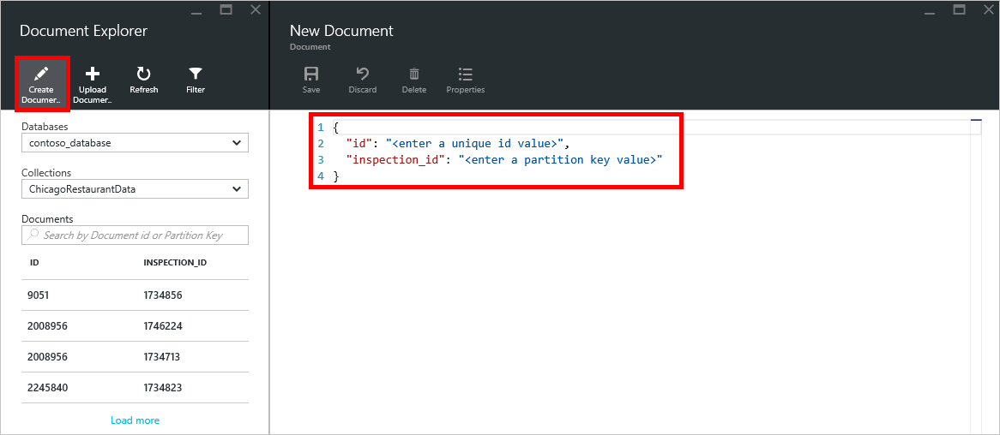 Document Explorer
Create
Documer..
Upload
Documer..
Refresh
Filter
Databases
contoso_database
Collections
ChicagoRestaurantData
Documents
Search by Document id or Partition Key
ID INSPECTION_ID
9051 1734856
2008956 1746224
2008956 1734713
2245840 1734823
Load more
New Document
Document
Save Discard Delete Properties
1 {
2 "id": "<enter a unique id value>",
3 "inspection_id": "<enter a partition key value>"
4 }